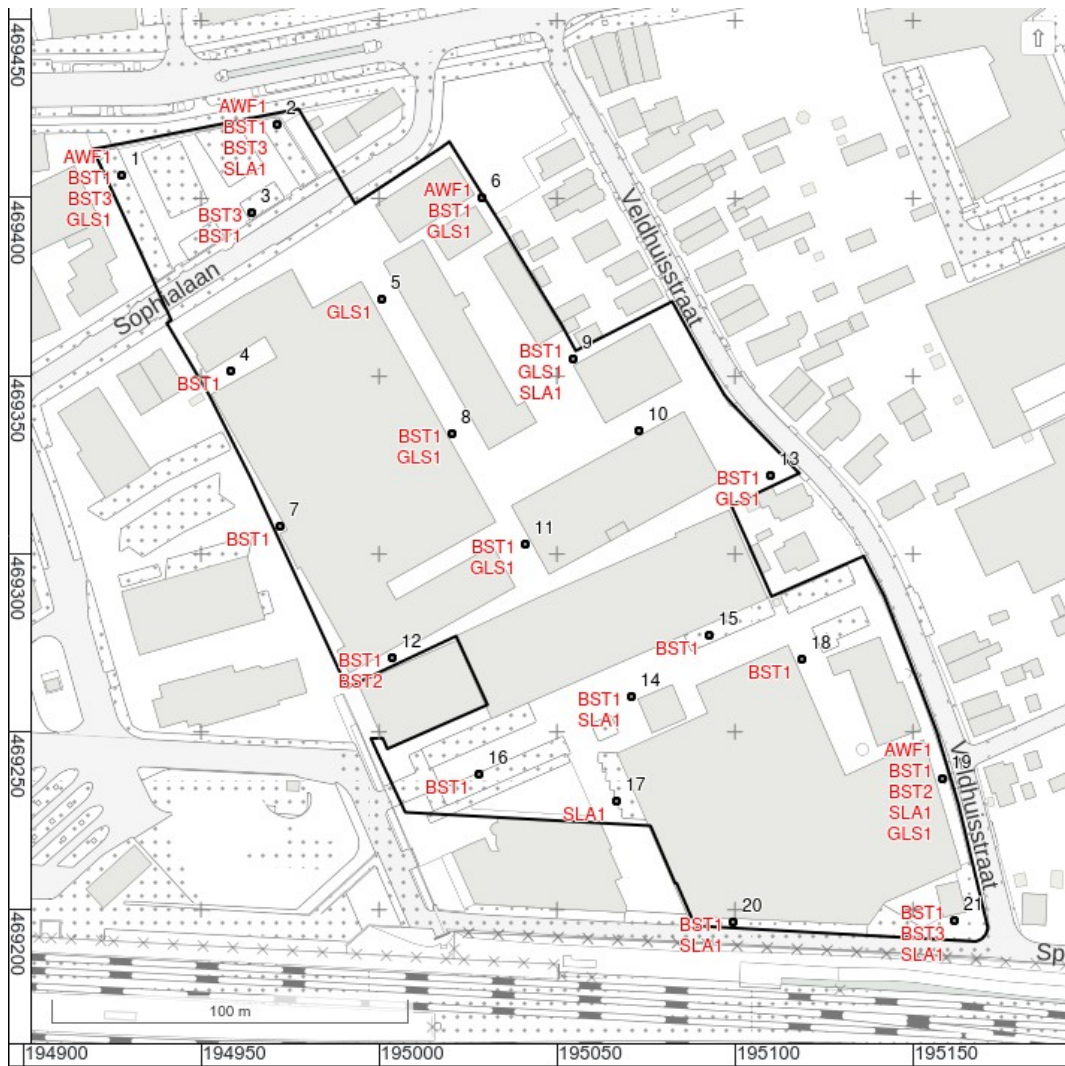 469450
AWF1
2
BST1
BST3
SLA1
AWF1
1
BST1
BST3
GLS1
3
BST3
BST1
6
AWF1
BST1
GLS1
469400
Veldhuisstraat
Sophialaan
5
GLS1
9
BST1
GLS1
SLA1
4
BST1
469350
8
BST1
GLS1
10
13
BST1
GLS1
7
BST1
11
BST1
GLS1
469300
15
BST1
12
BST1
BST2
18
BST1
14
BST1
SLA1
16
BST1
469250
17
SLA1
AWF1
19
BST1
BST2
SLA1
GLS1
Veldhuisstraat
20
BST1
SLA1
21
BST1
BST3
SLA1
469200
Sp
100 m
194900
194950
195000
195050
195100
195150